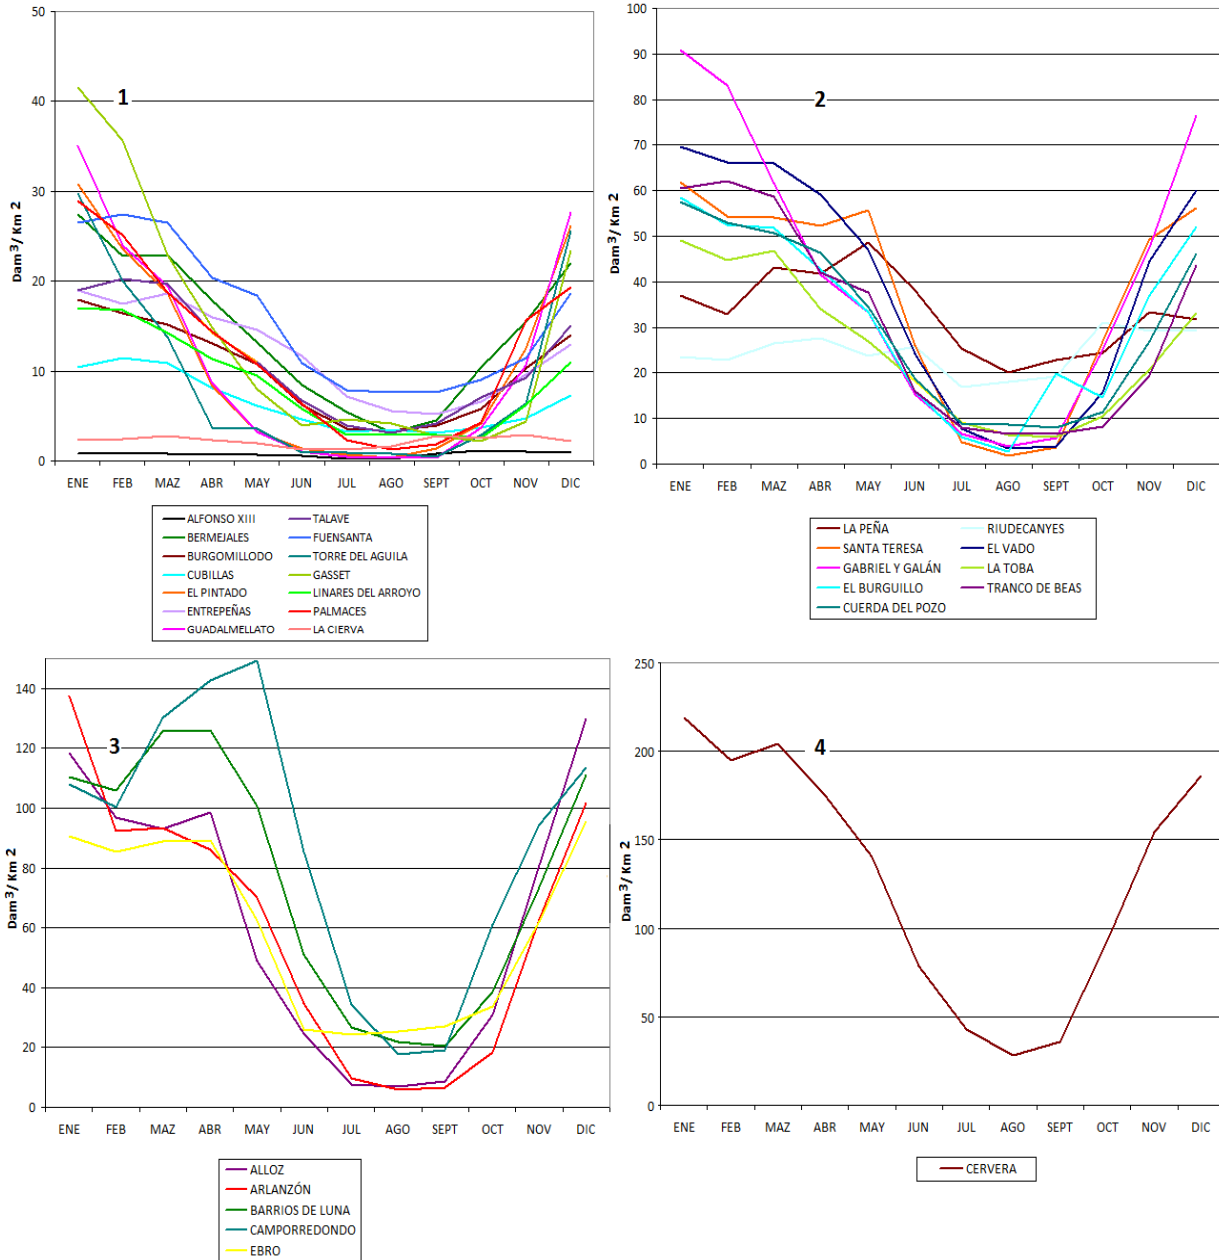 50
40
30
20
10
0
Dam³/ Km 2
1
ENE FEB MAZ ABR MAY JUN JUL AGO SEPT OCT NOV DIC
ALFONSO XIII TALAVE
BERMEJALES FUENSANTA
BURGOMILLODO TORRE DEL AGUILA
CUBILLAS GASSET
EL PINTADO LINARES DEL ARROYO
ENTREPEÑAS PALMACES
GUADALMELLATO LA CIERVA
100
90
80
70
60
50
40
30
20
10
0
Dam³/ Km 2
2
ENE FEB MAZ ABR MAY JUN JUL AGO SEPT OCT NOV DIC
LA PEÑA RIUDECANYES
SANTA TERESA EL VADO
GABRIEL Y GALÁN LA TOBA
EL BURGUILLO TRANCO DE BEAS
CUERDA DEL POZO
140
120
100
80
60
40
20
0
Dam³/ Km 2
3
ENE FEB MAZ ABR MAY JUN JUL AGO SEPT OCT NOV DIC
ALLOZ
ARLANZÓN
BARRIOS DE LUNA
CAMPORREDONDO
EBRO
250
200
150
100
50
0
Dam³/ Km 2
4
ENE FEB MAZ ABR MAY JUN JUL AGO SEPT OCT NOV DIC
CERVERA